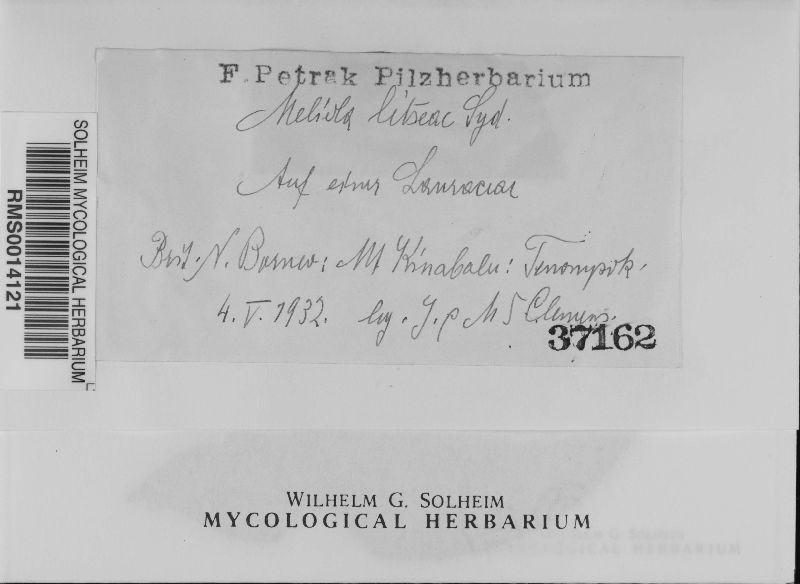 F. Petrak Pilzherbarium
Meliola litseae Syd.
Auf einer Lauraciae
Brit. N. Borneo: Mt Kinabalu: Tenompok.
4. V. 1932. leg. J. & M S Clemens.
37162
SOLHEIM MYCOLOGICAL HERBARIUM
RMS0014121
WILHELM G. SOLHEIM
MYCOLOGICAL HERBARIUM